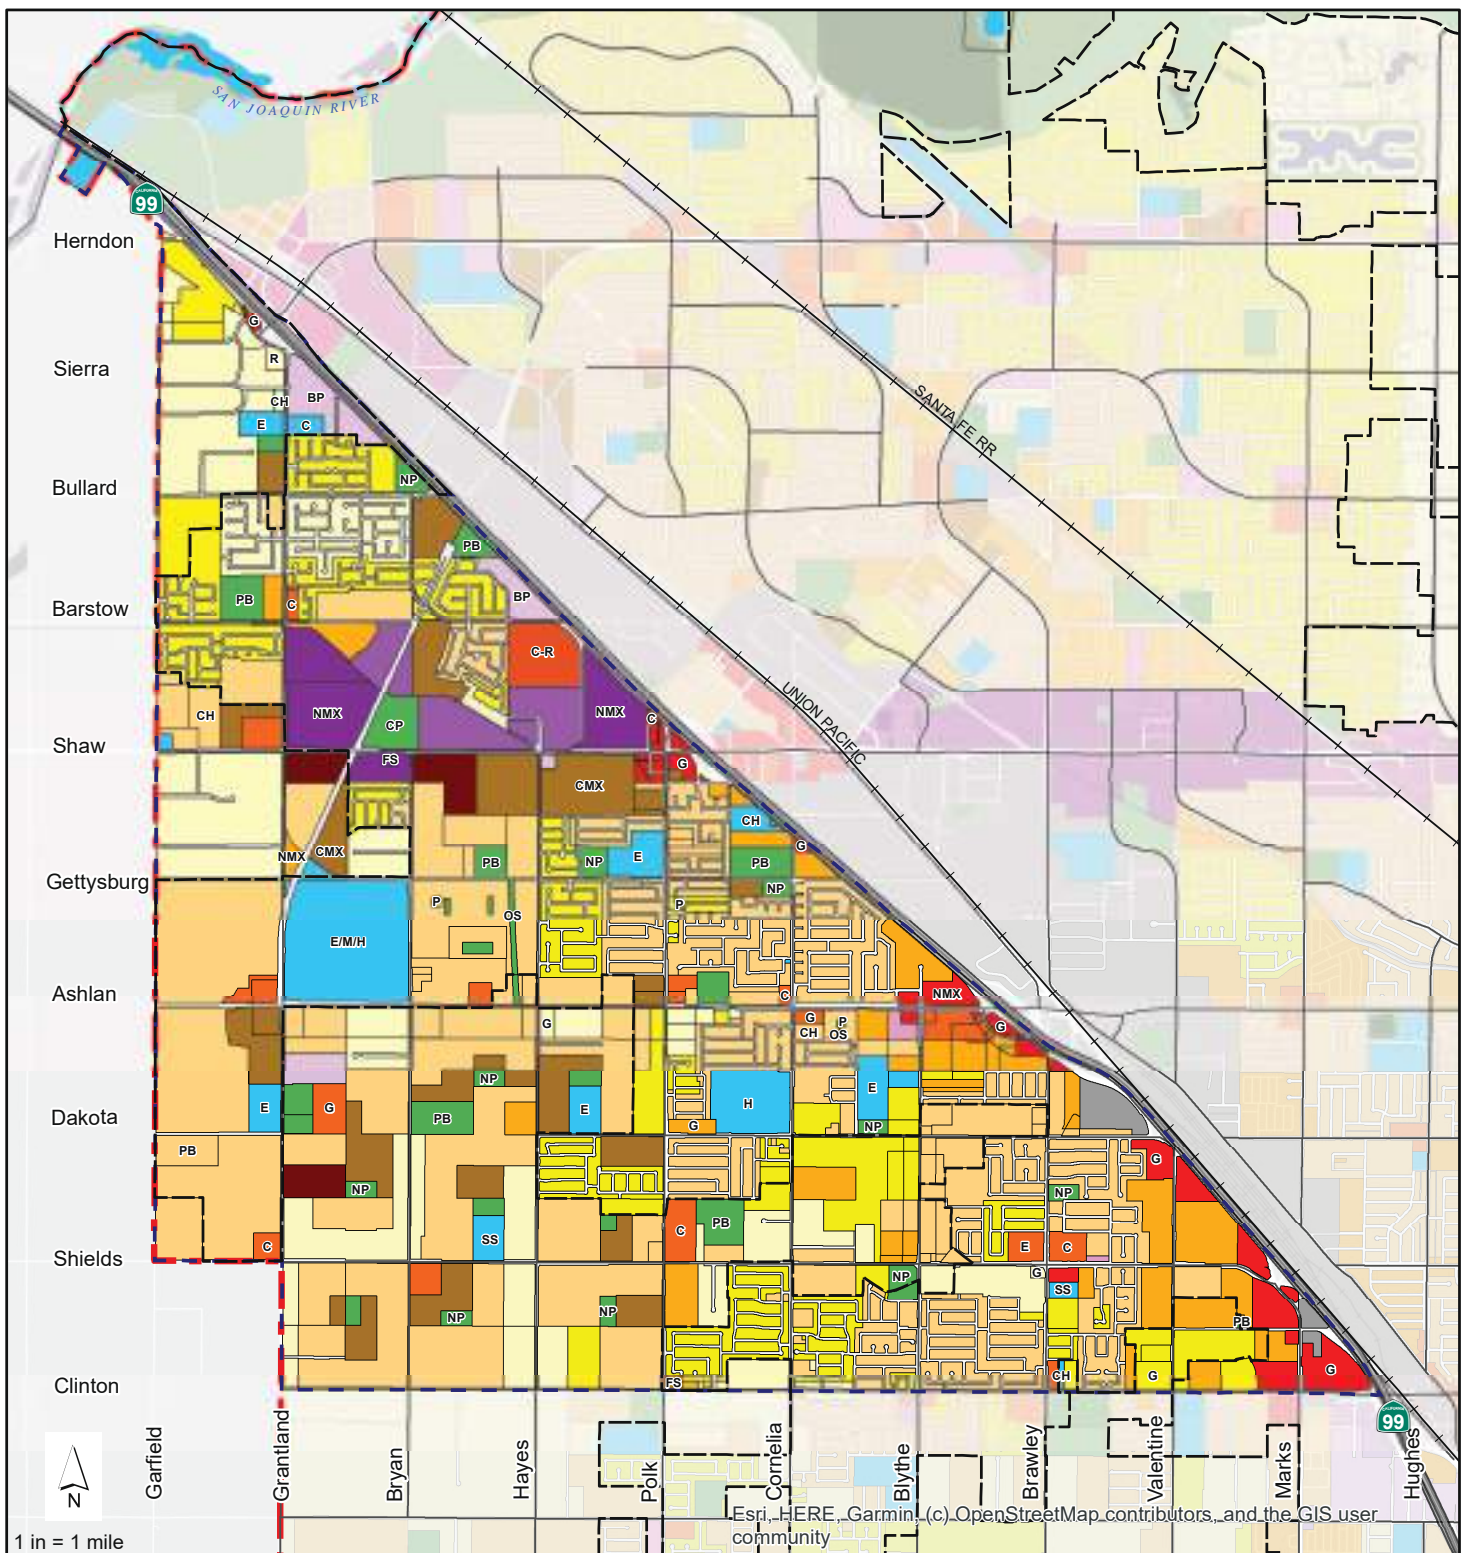 SAN JOAQUIN RIVER
CALIFORNIA
99
Herndon
G
Sierra
R
CH
BP
E
C
SANTA FE RR
Bullard
NP
PB
Barstow
PB
C
BP
C-R
NMX
CP
NMX
C
CH
UNION PACIFIC
Shaw
FS
G
CMX
CH
G
NMX
CMX
PB
NP
E
PB
NP
Gettysburg
P
OS
P
E/M/H
Ashlan
C
NMX
G
G
CH
P
OS
G
NP
E
Dakota
E
G
PB
E
H
G
NP
PB
G
NP
NP
C
PB
SS
E
C
Shields
C
NP
G
SS
NP
NP
PB
G
Clinton
FS
CH
G
CALIFORNIA
99
Garfield
Grantland
Bryan
Hayes
Polk
Cornelia
Blythe
Brawley
Valentine
Marks
Hughes
N
Esri, HERE, Garmin, (c) OpenStreetMap contributors, and the GIS user
community
1 in = 1 mile